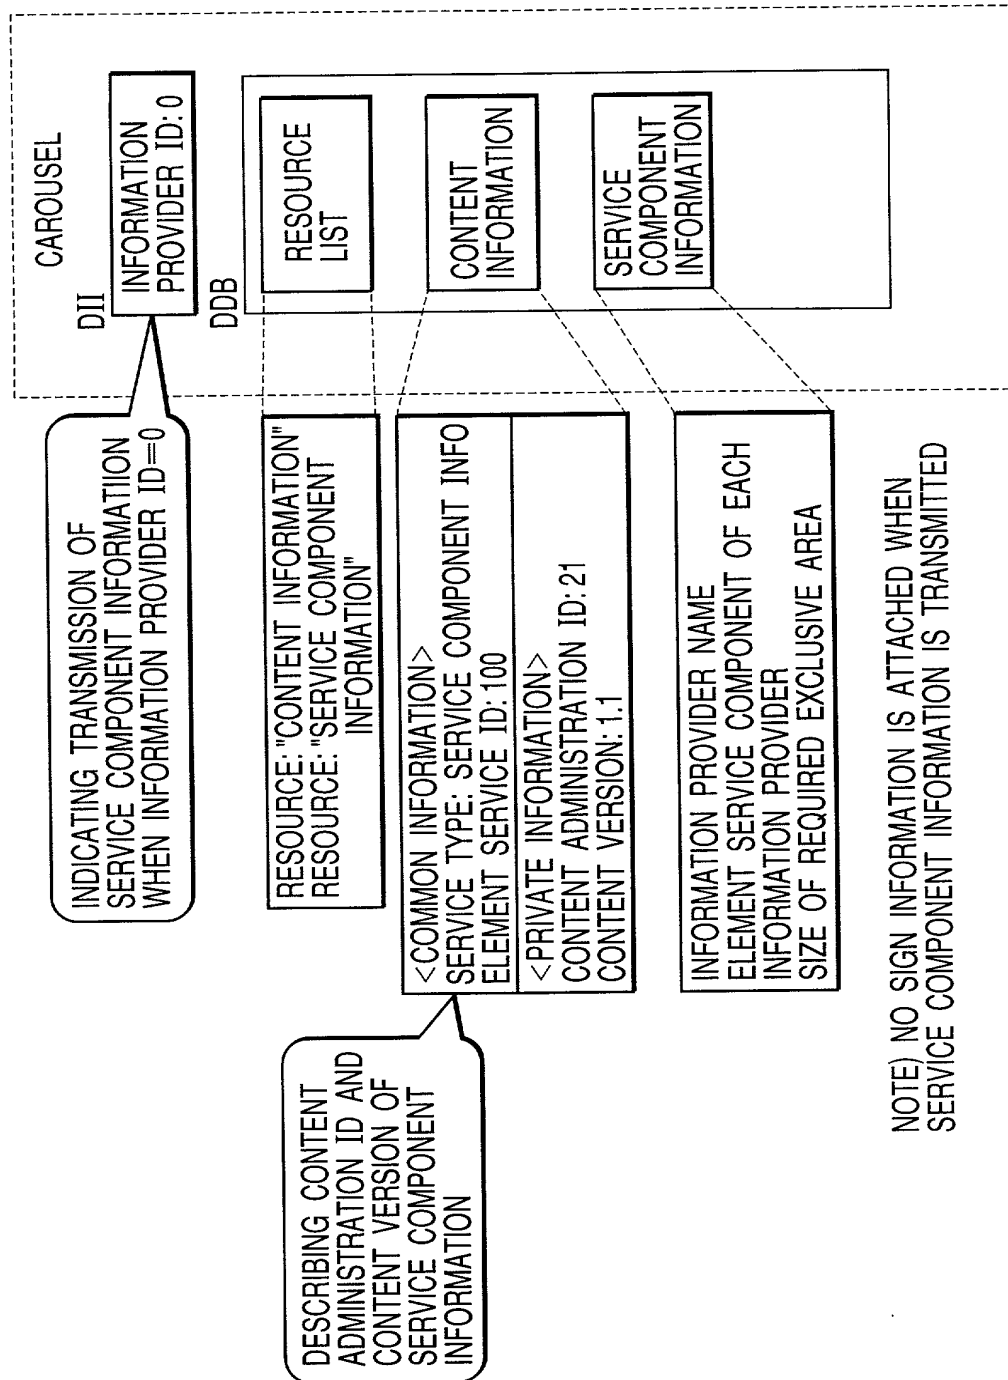 CAROUSEL
DII
INFORMATION
PROVIDER ID: 0
INDICATING TRANSMISSION OF
SERVICE COMPONENT INFORMATIION
WHEN INFORMATION PROVIDER ID=0
DDB
RESOURCE
LIST
RESOURCE: "CONTENT INFORMATION"
RESOURCE: "SERVICE COMPONENT
INFORMATION"
CONTENT
INFORMATION
<COMMON INFORMATION>
SERVICE TYPE: SERVICE COMPONENT INFO
ELEMENT SERVICE ID: 100
<PRIVATE INFORMATION>
CONTENT ADMINISTRATION ID: 21
CONTENT VERSION: 1.1
DESCRIBING CONTENT
ADMINISTRATION ID AND
CONTENT VERSION OF
SERVICE COMPONENT
INFORMATION
SERVICE
COMPONENT
INFORMATION
INFORMATION PROVIDER NAME
ELEMENT SERVICE COMPONENT OF EACH
INFORMATION PROVIDER
SIZE OF REQUIRED EXCLUSIVE AREA
NOTE) NO SIGN INFORMATION IS ATTACHED WHEN
SERVICE COMPONENT INFORMATION IS TRANSMITTED